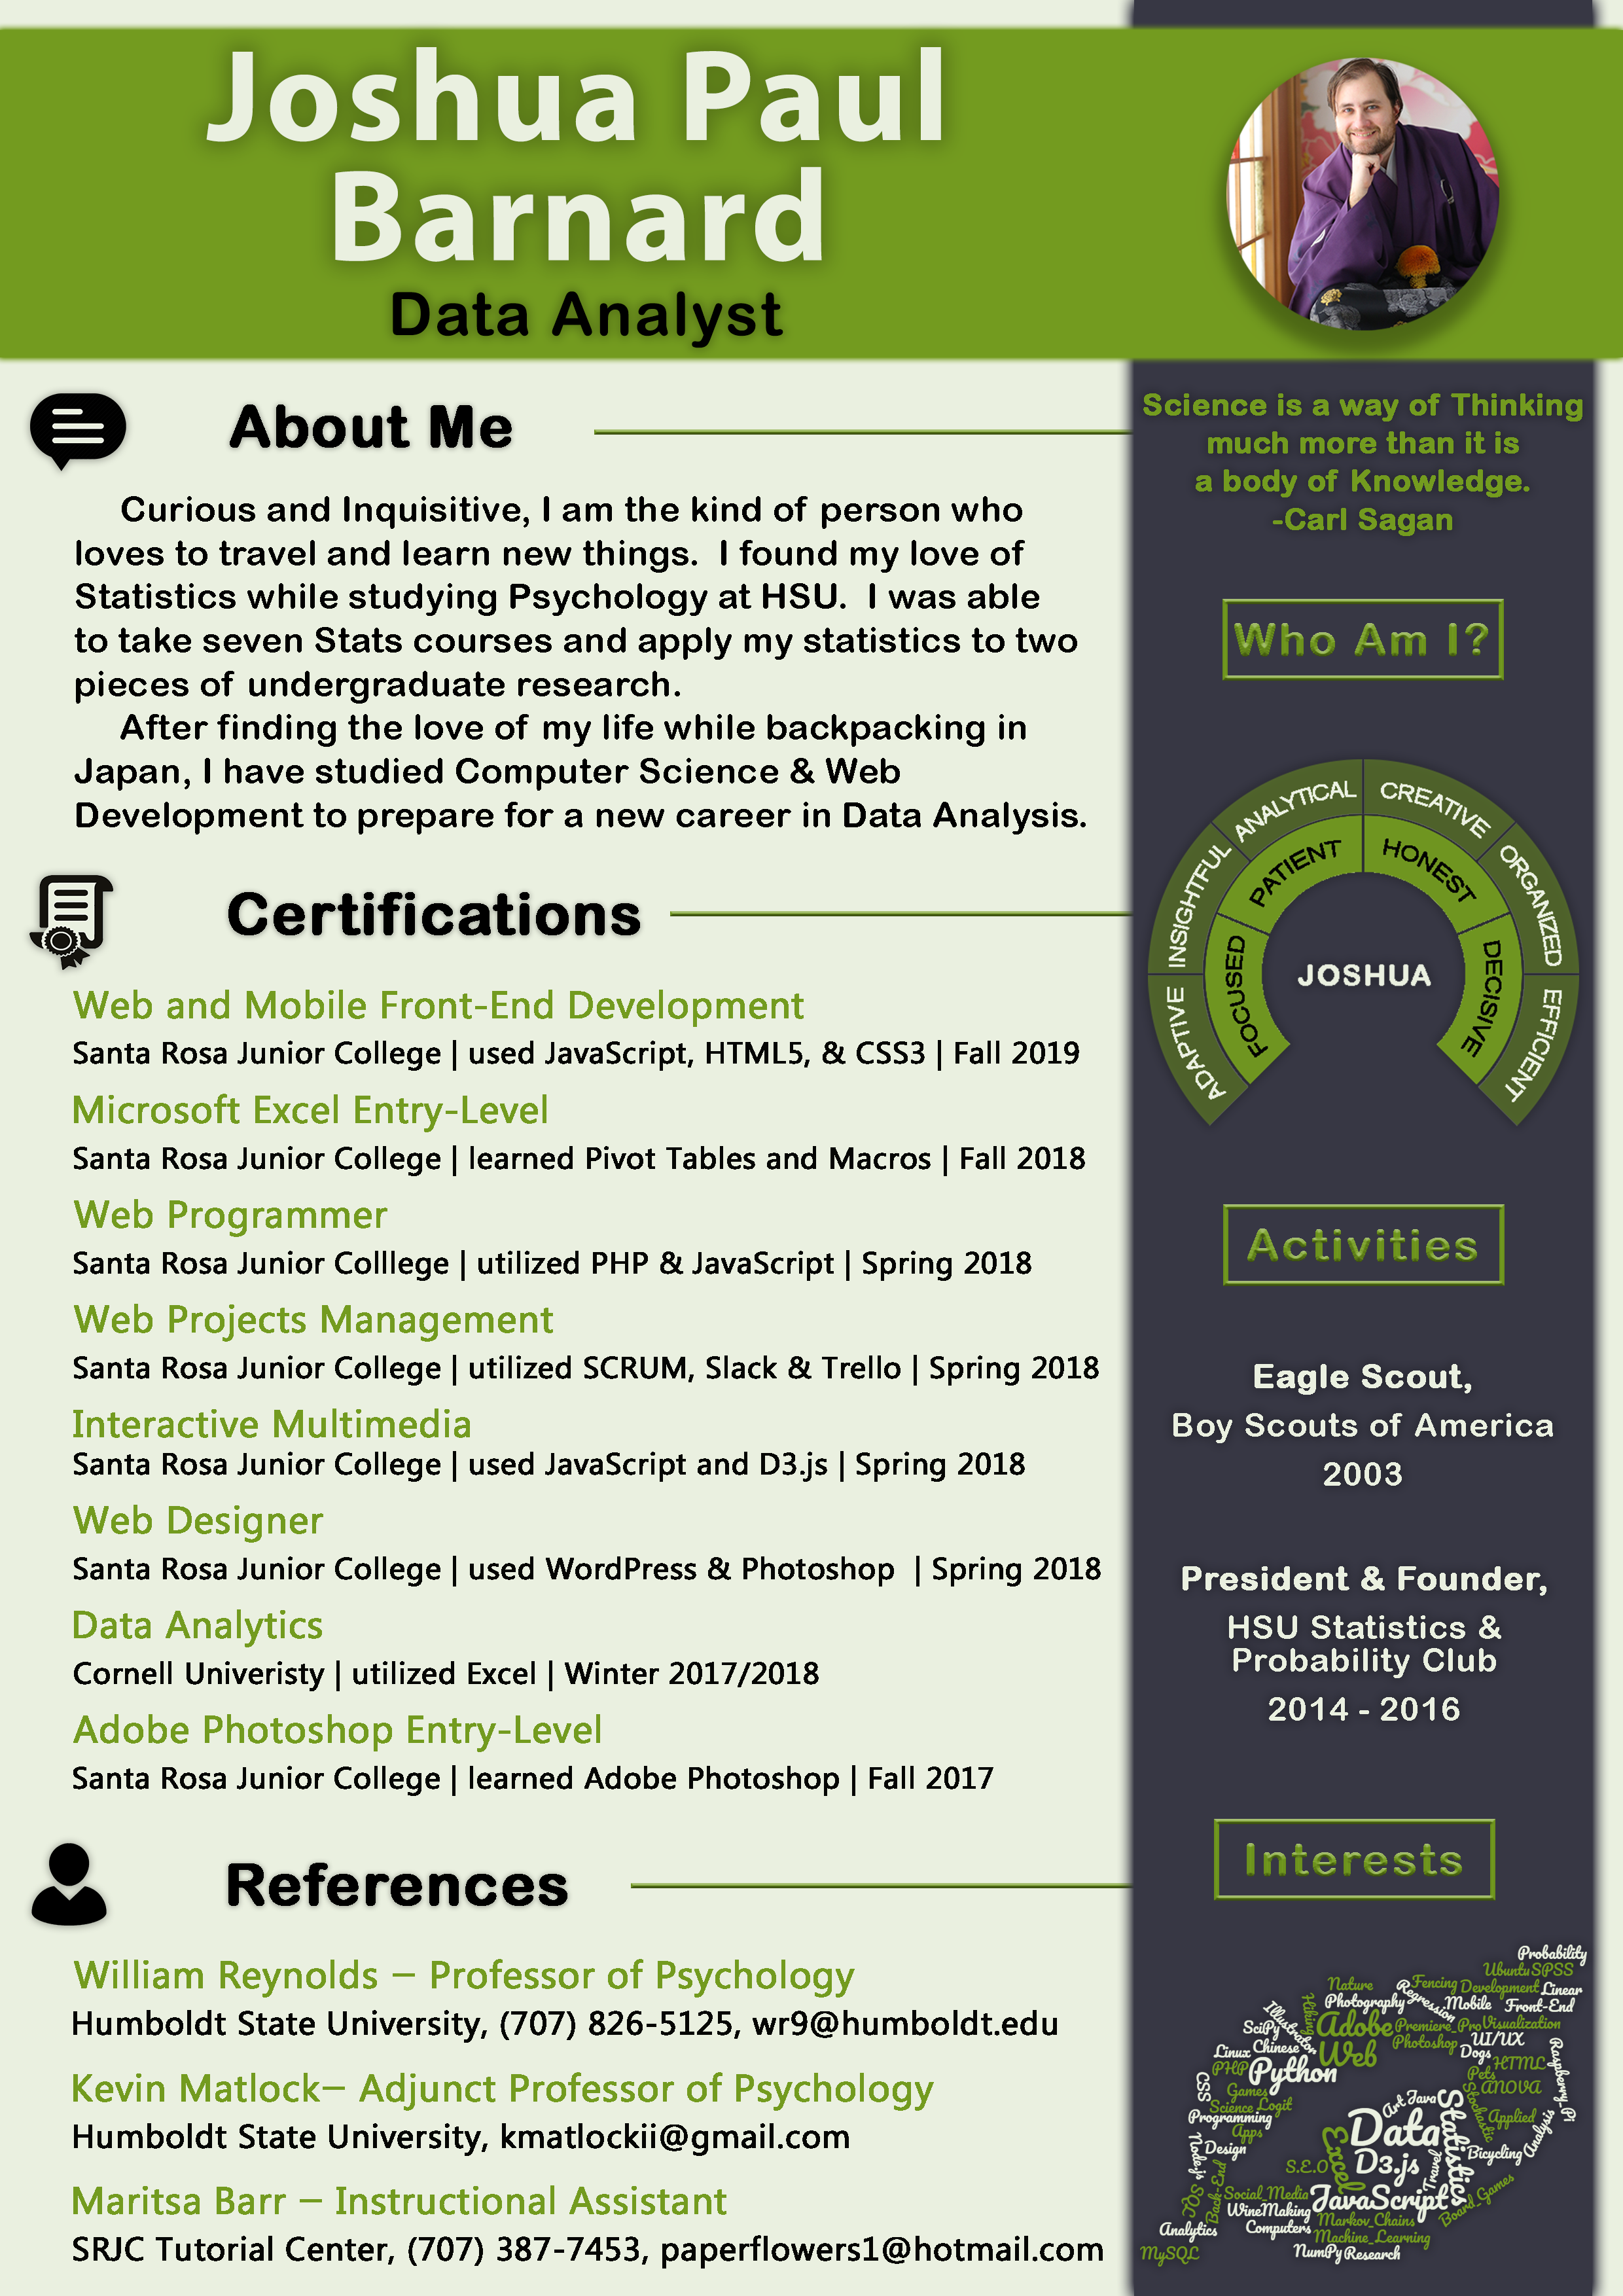 Joshua Paul
Barnard
Data Analyst
About Me
Curious and Inquisitive, I am the kind of person who
loves to travel and learn new things.  I found my love of
Statistics while studying Psychology at HSU.  I was able
to take seven Stats courses and apply my statistics to two
pieces of undergraduate research.
After finding the love of my life while backpacking in
Japan, I have studied Computer Science & Web
Development to prepare for a new career in Data Analysis.
Certifications
Web and Mobile Front-End Development
Santa Rosa Junior College | used JavaScript, HTML5, & CSS3 | Fall 2019
Microsoft Excel Entry-Level
Santa Rosa Junior College | learned Pivot Tables and Macros | Fall 2018
Web Programmer
Santa Rosa Junior Colllege | utilized PHP & JavaScript | Spring 2018
Web Projects Management
Santa Rosa Junior College | utilized SCRUM, Slack & Trello | Spring 2018
Interactive Multimedia
Santa Rosa Junior College | used JavaScript and D3.js | Spring 2018
Web Designer
Santa Rosa Junior College | used WordPress & Photoshop  | Spring 2018
Data Analytics
Cornell Univeristy | utilized Excel | Winter 2017/2018
Adobe Photoshop Entry-Level
Santa Rosa Junior College | learned Adobe Photoshop | Fall 2017
References
William Reynolds – Professor of Psychology
Humboldt State University, (707) 826-5125, wr9@humboldt.edu
Kevin Matlock– Adjunct Professor of Psychology
Humboldt State University, kmatlockii@gmail.com
Maritsa Barr – Instructional Assistant
SRJC Tutorial Center, (707) 387-7453, paperflowers1@hotmail.com
Science is a way of Thinking
much more than it is
a body of Knowledge.
-Carl Sagan
Who Am I?
ADAPTIVE
INSIGHTFUL
ANALYTICAL
CREATIVE
ORGANIZED
EFFICIENT
FOCUSED
PATIENT
HONEST
DECISIVE
JOSHUA
Activities
Eagle Scout,
Boy Scouts of America
2003
President & Founder,
HSU Statistics &
Probability Club
2014 - 2016
Interests
Probability
Ubuntu
SPSS
Nature
Regression
Fencing
Development
Linear
Photography
Mobile
Front-End
Illustrator
Hiking
SciPy
Adobe
Premiere_Pro
Visualization
Photoshop
UI/UX
Linux
Chinese
Web
Dogs
HTML
Raspberry_Pi
PHP
Python
Pets
ANOVA
CSS
Games
Science
Logit
Art
Java
Statistics
Stochastic
Programming
Apps
Data
Applied
Node.js
Design
Excel
D3.js
Travel
Bicycling
Analysis
S.E.O
SQL
Back-End
Social_Media
JavaScript
Board_Games
WineMaking
Markov_Chains
Analytics
Computers
Machine_Learning
MySQL
NumPy
Research